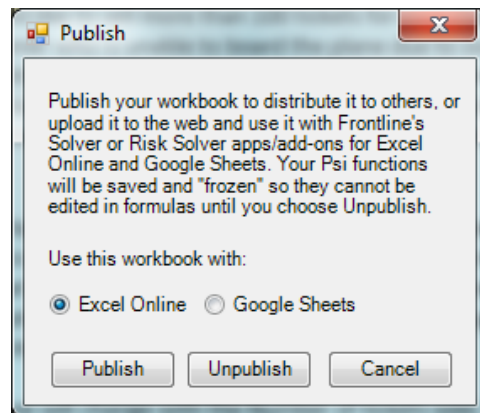 Publish
Publish your workbook to distribute it to others, or
upload it to the web and use it with Frontline's
Solver or Risk Solver apps/add-ons for Excel
Online and Google Sheets. Your Psi functions
will be saved and "frozen" so they cannot be
edited in formulas until you choose Unpublish.
Use this workbook with:
Excel Online Google Sheets
Publish Unpublish Cancel